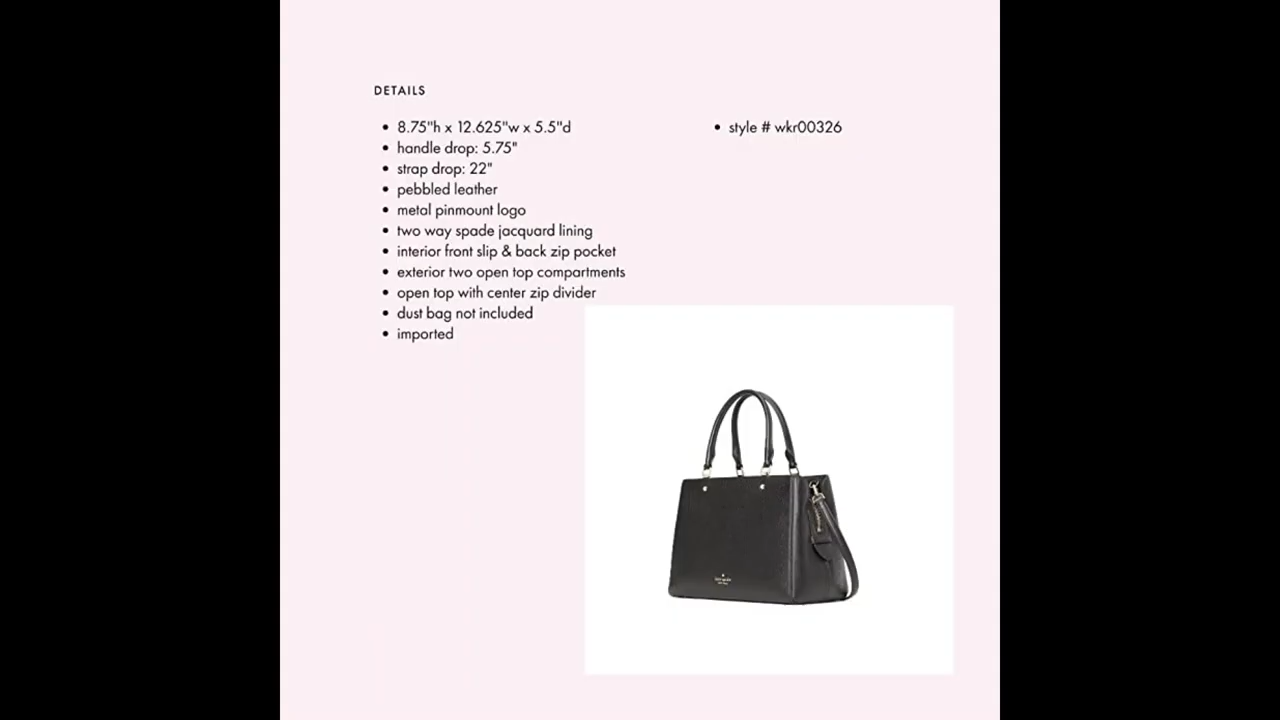 DETAILS
• 8.75"h x 12.625"w x 5.5"d
• handle drop: 5.75"
• strap drop: 22"
• pebbled leather
• metal pinmount logo
• two way spade jacquard lining
• interior front slip & back zip pocket
• exterior two open top compartments
• open top with center zip divider
• dust bag not included
• imported
• style # wkr00326